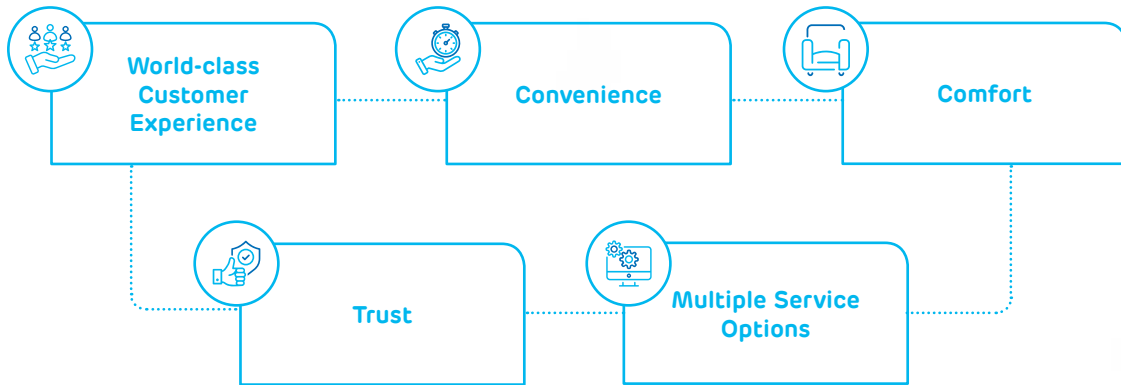 World-class
Customer
Experience
Convenience
Comfort
Trust
Multiple Service
Options